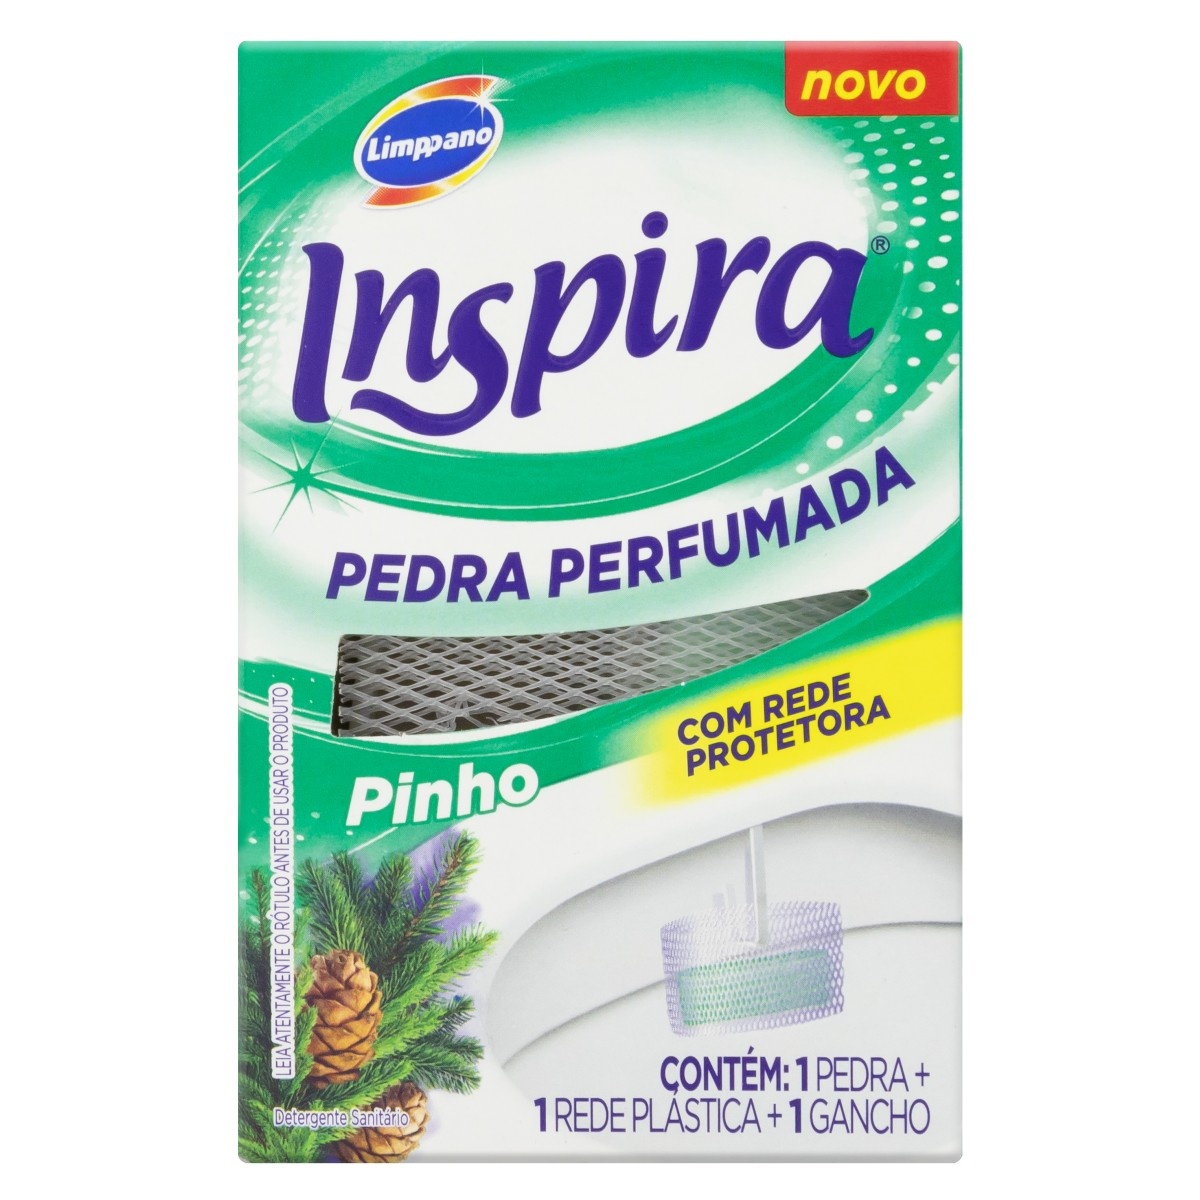 novo
Limppano
Inspira®
PEDRA PERFUMADA
COM REDE
PROTETORA
Pinho
LEIA ATENTAMENTE O RÓTULO ANTES DE USAR O PRODUTO
CONTÉM: 1 PEDRA +
1 REDE PLÁSTICA + 1 GANCHO
Detergente Sanitário